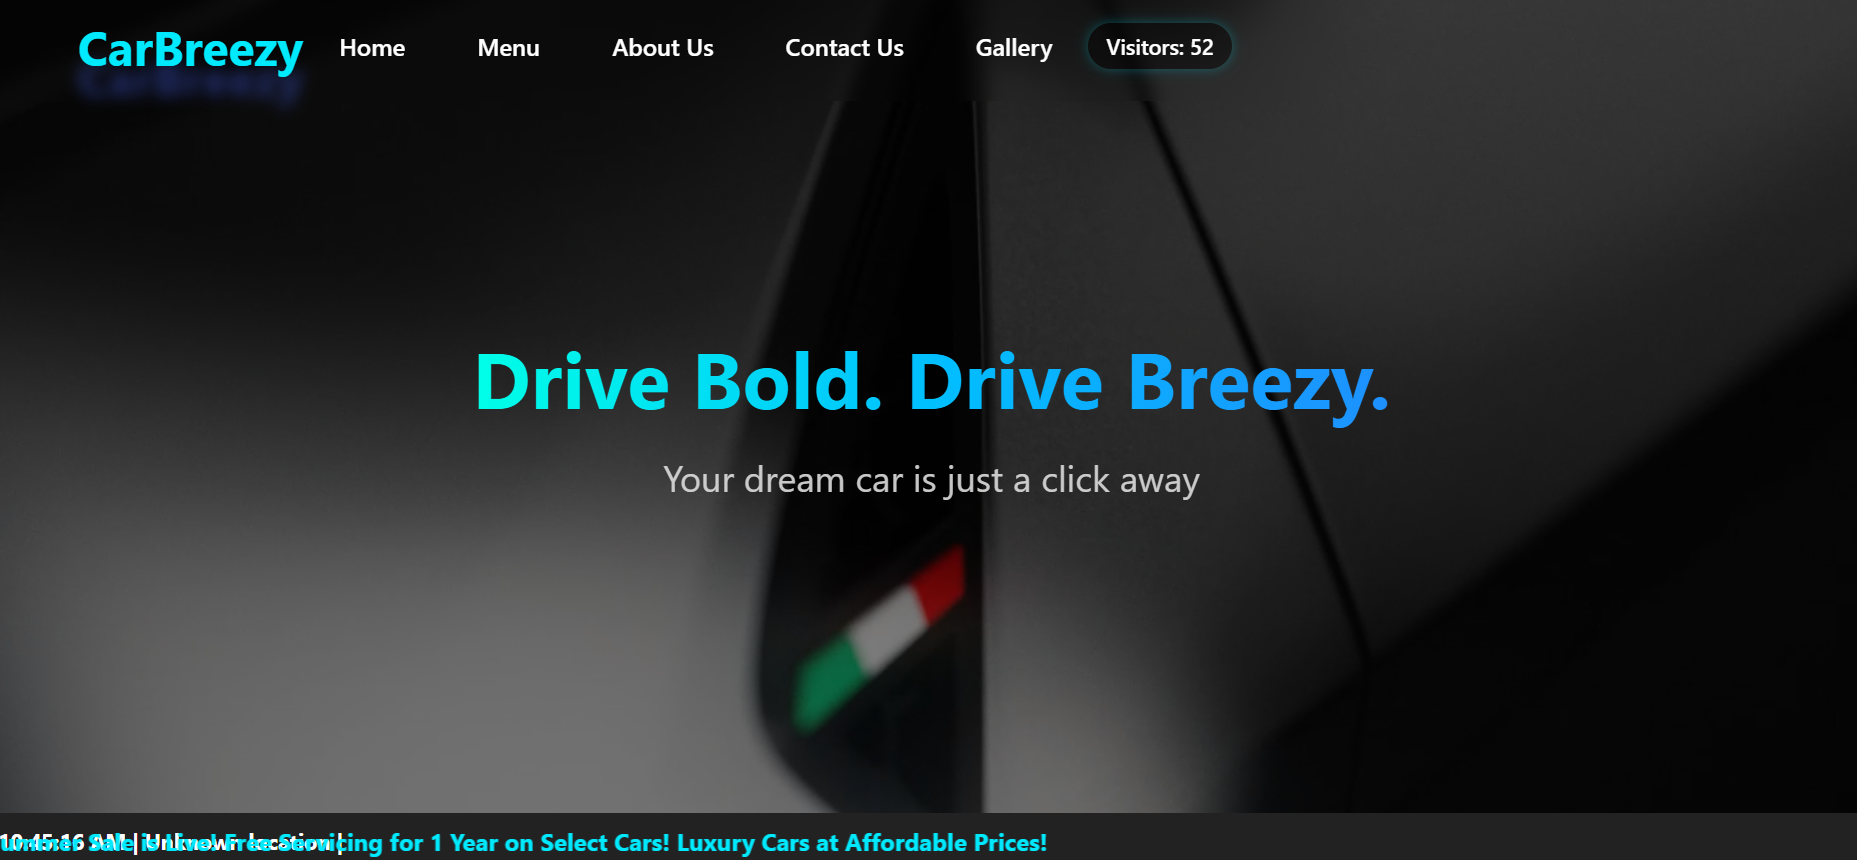 CarBreezy
Home Menu About Us Contact Us Gallery Visitors: 52
Drive Bold. Drive Breezy.
Your dream car is just a click away
10:45:16 AM | Unknown location |
Sale is Live! Free Servicing for 1 Year on Select Cars! Luxury Cars at Affordable Prices!